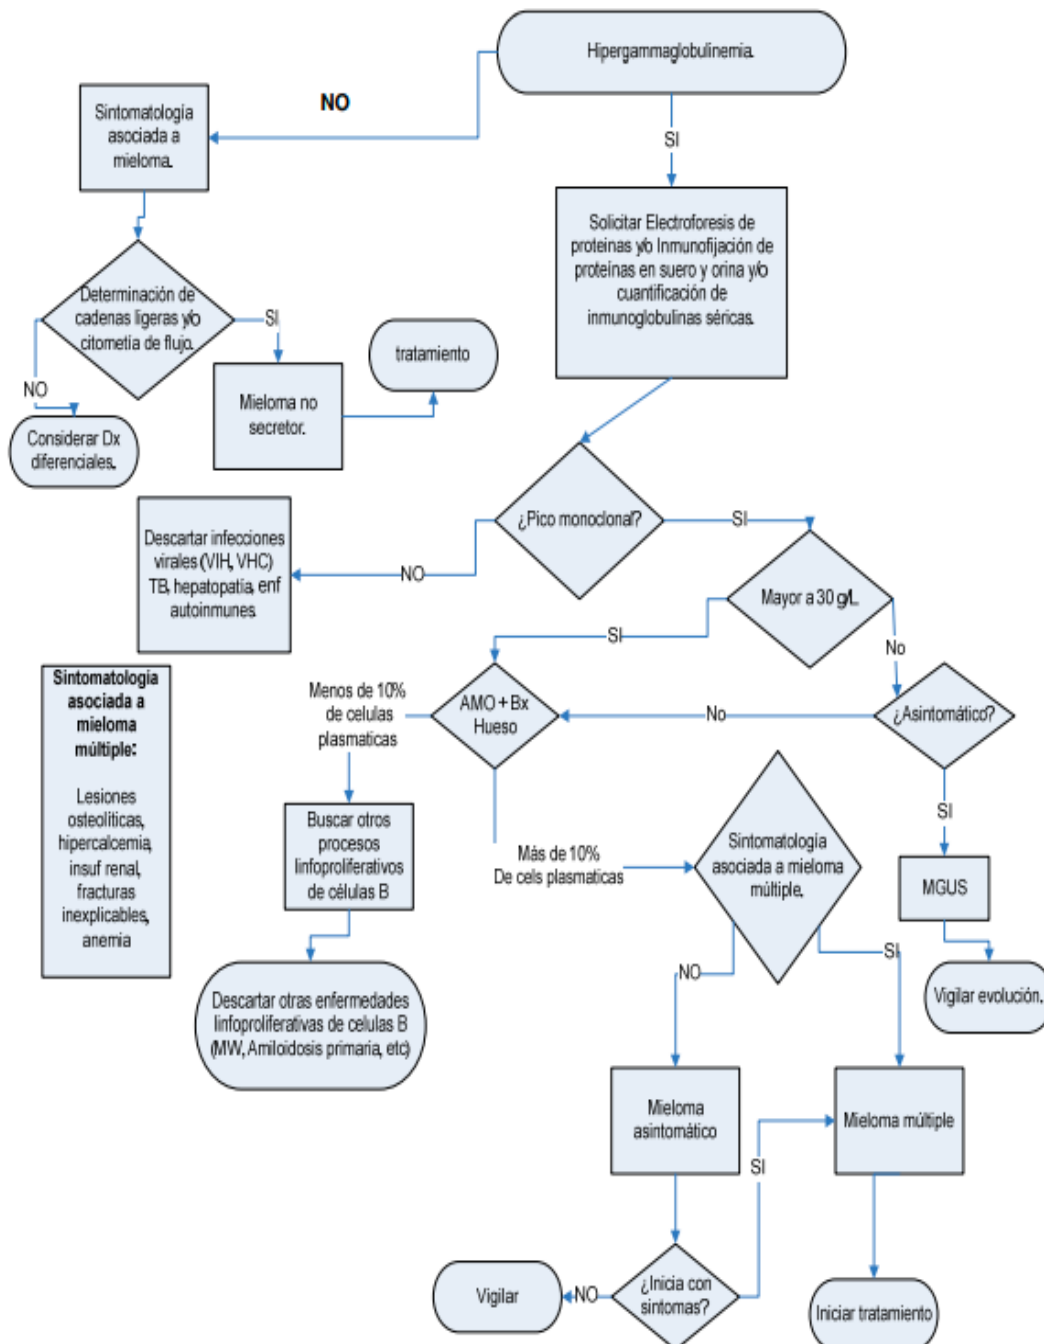 Hipergammaglobulinemia.
NO
SI
Sintomatología
asociada a
mieloma.
Solicitar Electroforesis de
proteinas y/o Inmunofijación de
proteínas en suero y orina y/o
cuantificación de
inmunoglobulinas séricas.
Determinación de
cadenas ligeras y/o
citometía de flujo.
SI
NO
tratamiento
Mieloma no
secretor.
Considerar Dx
diferenciales.
¿Pico monoclonal?
SI
NO
Descartar infecciones
virales (VIH, VHC)
TB, hepatopatía, enf
autoinmunes.
Mayor a 30 g/L
SI
No
Sintomatología
asociada a
mieloma
múltiple:
Lesiones
osteolíticas,
hipercalcemia,
insuf renal,
fracturas
inexplicables,
anemia
Menos de 10%
de celulas
plasmaticas
AMO + Bx
Hueso
No
¿Asintomático?
SI
Buscar otros
procesos
linfoproliferativos
de células B
Más de 10%
De cels plasmaticas
Sintomatología
asociada a mieloma
múltiple.
MGUS
NO
SI
Vigilar evolución.
Descartar otras enfermedades
linfoproliferativas de celulas B
(MW, Amiloidosis primaria, etc)
Mieloma
asintomático
Mieloma múltiple
SI
Vigilar
NO
¿Inicia con
sintomas?
Iniciar tratamiento